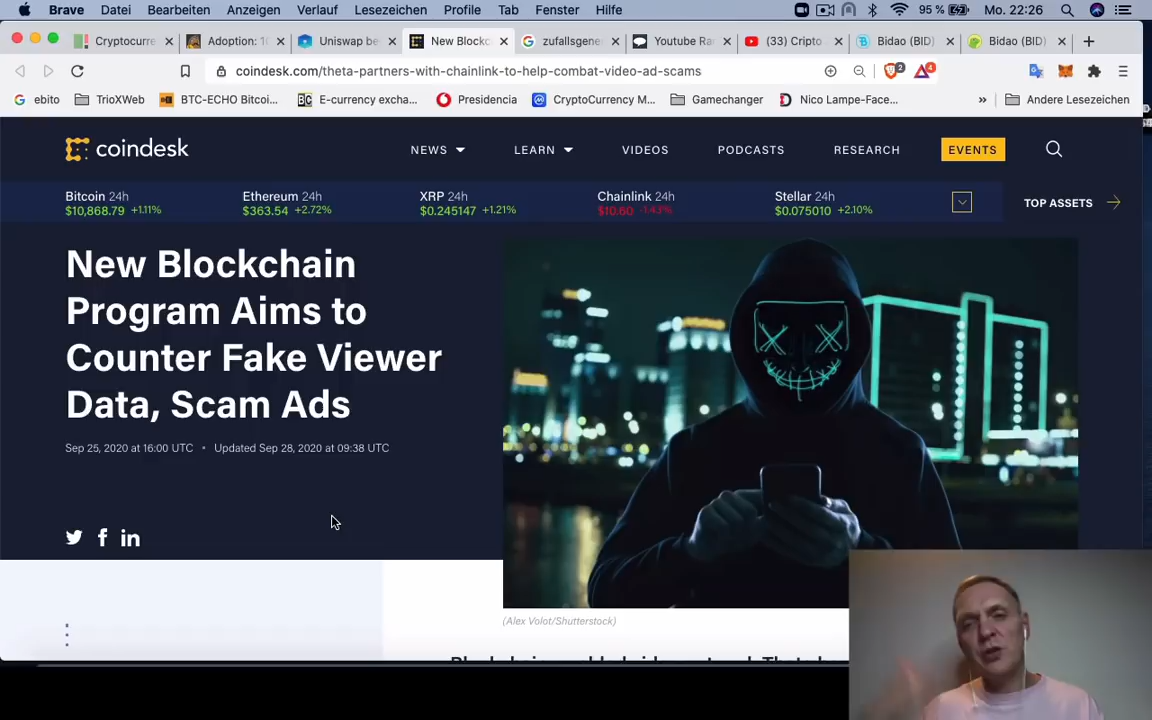 Brave Datei Bearbeiten Anzeigen Verlauf Lesezeichen Profile Tab Fenster Hilfe 95 % Mo. 22:26
Cryptocurre
Adoption: 1
Uniswap be
New Blockc
zufallsgene
Youtube Ra
(33) Cripto
Bidao (BID)
Bidao (BID)
coindesk.com/theta-partners-with-chainlink-to-help-combat-video-ad-scams
2
4
ebito TrioXWeb BTC-ECHO Bitcoi... E-currency excha... Presidencia CryptoCurrency M... Gamechanger Nico Lampe-Face... » Andere Lesezeichen
coindesk NEWS LEARN VIDEOS PODCASTS RESEARCH EVENTS
Bitcoin 24h
$10,868.79 +1.11%
Ethereum 24h
$363.54 +2.72%
XRP 24h
$0.245147 +1.21%
Chainlink 24h
$10.60 -1.43%
Stellar 24h
$0.075010 +2.10%
TOP ASSETS
New Blockchain
Program Aims to
Counter Fake Viewer
Data, Scam Ads
Sep 25, 2020 at 16:00 UTC • Updated Sep 28, 2020 at 09:38 UTC
(Alex Volot/Shutterstock)